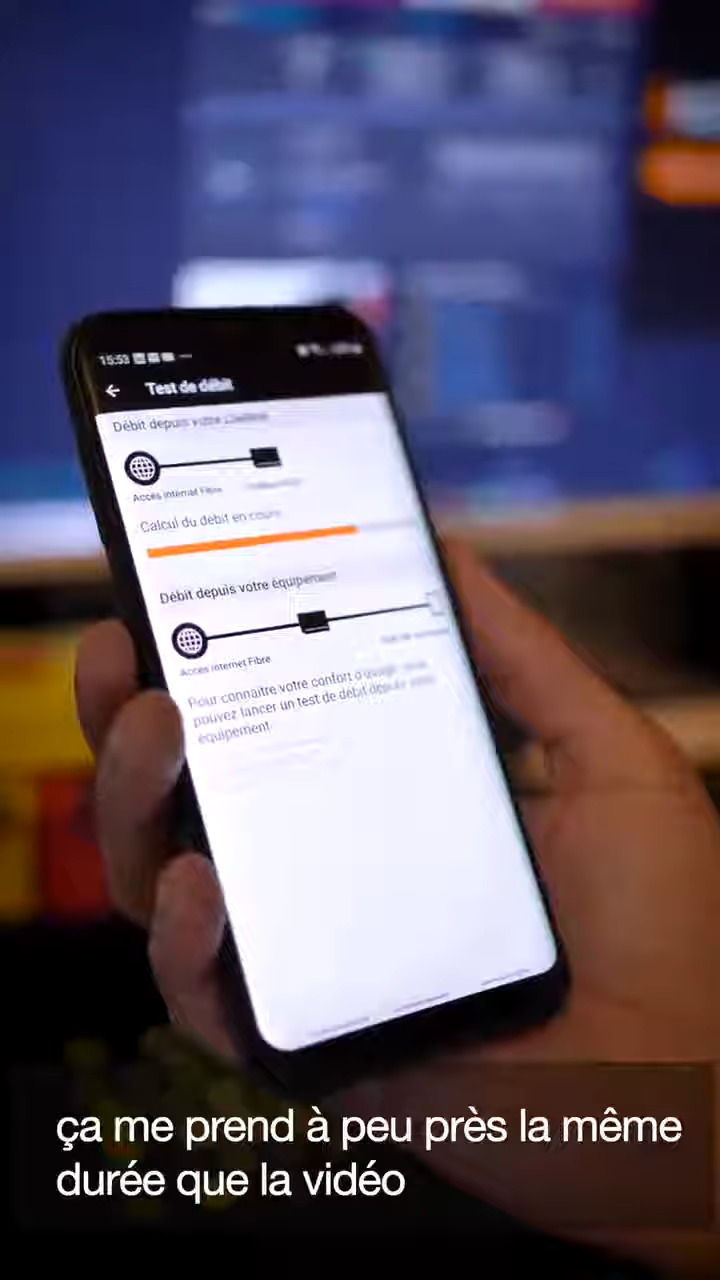 15:53
Test de débit
Débit depuis votre
Accès internet Fibre
Calcul du débit en cours
Débit depuis votre équipement
Accès internet Fibre
Pour connaitre votre confort d'usage, vous
pouvez lancer un test de débit depuis votre
équipement
ça me prend à peu près la même
durée que la vidéo